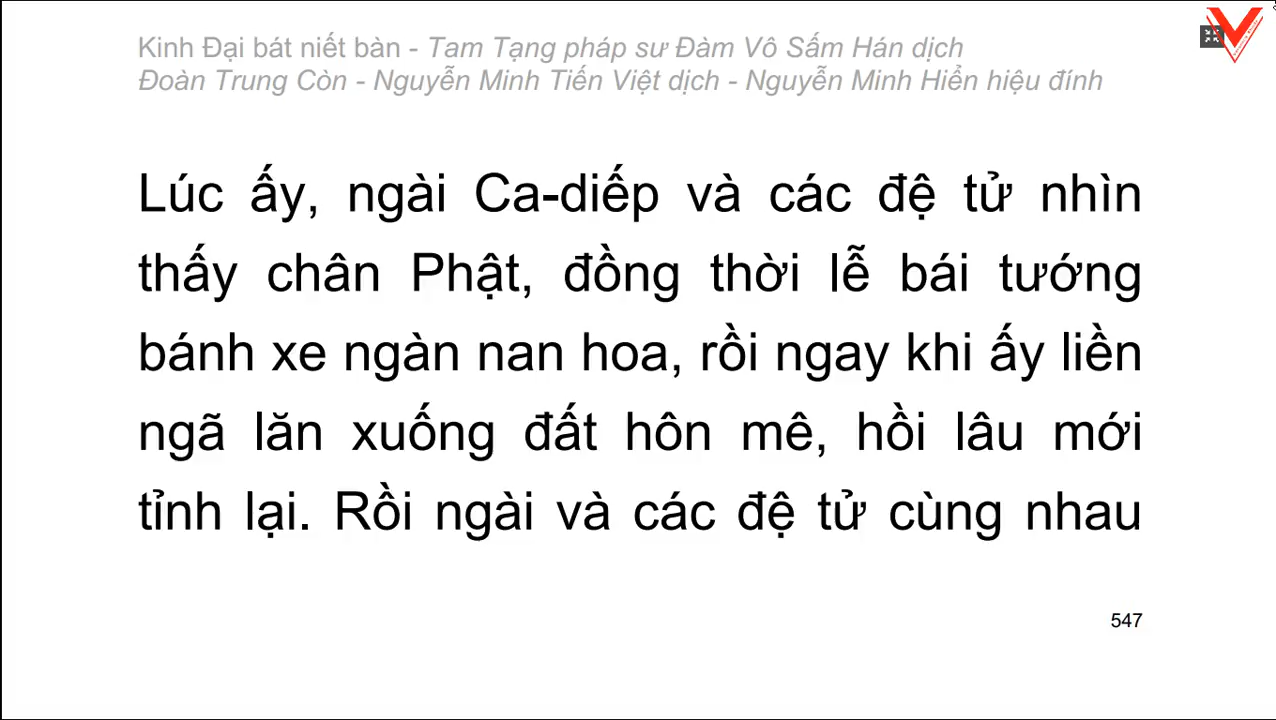 Kinh Đại bát niết bàn - Tam Tạng pháp sư Đàm Vô Sấm Hán dịch
Đoàn Trung Còn - Nguyễn Minh Tiến Việt dịch - Nguyễn Minh Hiển hiệu đính
Lúc ấy, ngài Ca-diếp và các đệ tử nhìn
thấy chân Phật, đồng thời lễ bái tướng
bánh xe ngàn nan hoa, rồi ngay khi ấy liền
ngã lăn xuống đất hôn mê, hồi lâu mới
tỉnh lại. Rồi ngài và các đệ tử cùng nhau
547